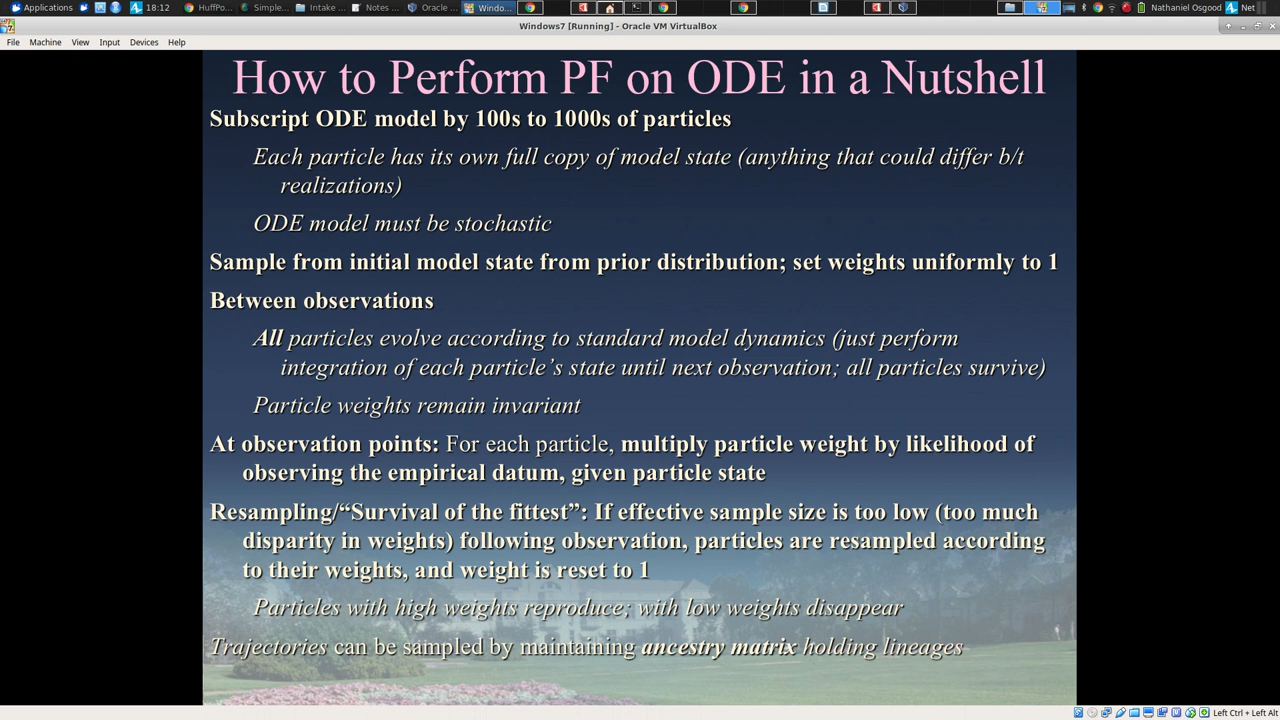 Applications
18:12
HuffPo...
Simple...
Intake ...
Notes ...
Oracle ...
Oracle ...
Windo...
Nathaniel Osgood
Net
Windows7 [Running] - Oracle VM VirtualBox
File Machine View Input Devices Help
How to Perform PF on ODE in a Nutshell
Subscript ODE model by 100s to 1000s of particles
Each particle has its own full copy of model state (anything that could differ b/t
realizations)
ODE model must be stochastic
Sample from initial model state from prior distribution; set weights uniformly to 1
Between observations
All particles evolve according to standard model dynamics (just perform
integration of each particle’s state until next observation; all particles survive)
Particle weights remain invariant
At observation points: For each particle, multiply particle weight by likelihood of
observing the empirical datum, given particle state
Resampling/“Survival of the fittest”: If effective sample size is too low (too much
disparity in weights) following observation, particles are resampled according
to their weights, and weight is reset to 1
Particles with high weights reproduce; with low weights disappear
Trajectories can be sampled by maintaining ancestry matrix holding lineages
Left Ctrl + Left Alt